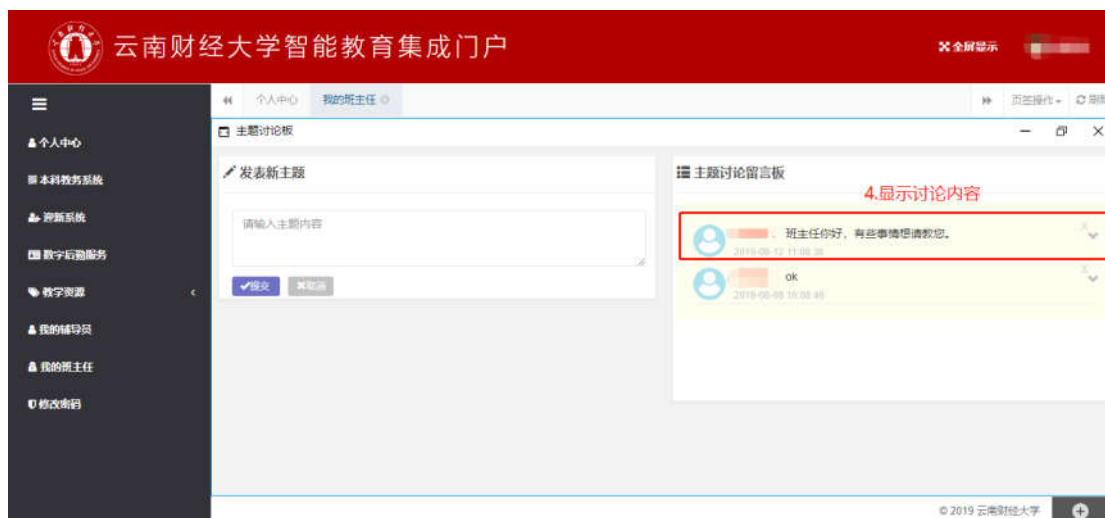 云南财经大学智能教育集成门户
全屏显示
个人中心 我的班主任
页签操作 刷新
个人中心
本科教务系统
迎新系统
数字后勤服务
教学资源
我的辅导员
我的班主任
修改密码
主题讨论板
发表新主题
请输入主题内容
提交 取消
主题讨论留言板
4.显示讨论内容
班主任你好，有些事情想请教您。
2019-08-12 11:08:38
ok
© 2019 云南财经大学